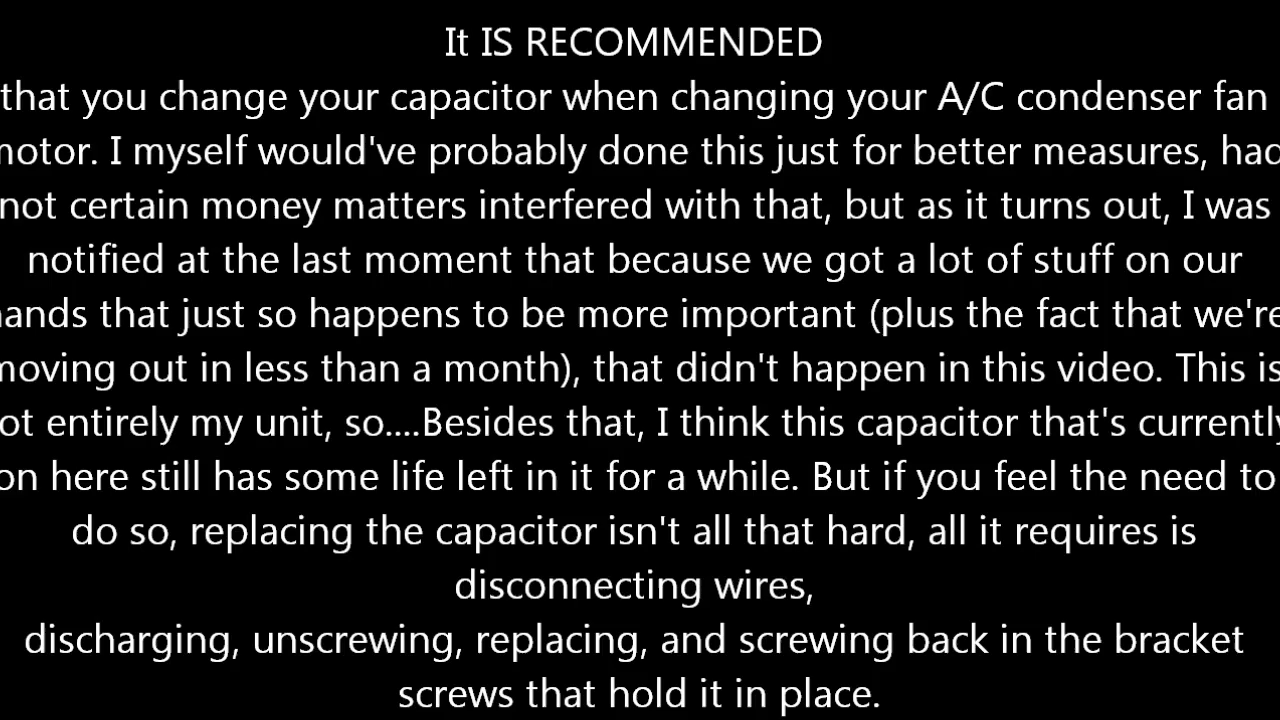 It IS RECOMMENDED
that you change your capacitor when changing your A/C condenser fan
motor. I myself would've probably done this just for better measures, had
not certain money matters interfered with that, but as it turns out, I was
notified at the last moment that because we got a lot of stuff on our
hands that just so happens to be more important (plus the fact that we're
moving out in less than a month), that didn't happen in this video. This is
not entirely my unit, so....Besides that, I think this capacitor that's currently
on here still has some life left in it for a while. But if you feel the need to
do so, replacing the capacitor isn't all that hard, all it requires is
disconnecting wires,
discharging, unscrewing, replacing, and screwing back in the bracket
screws that hold it in place.